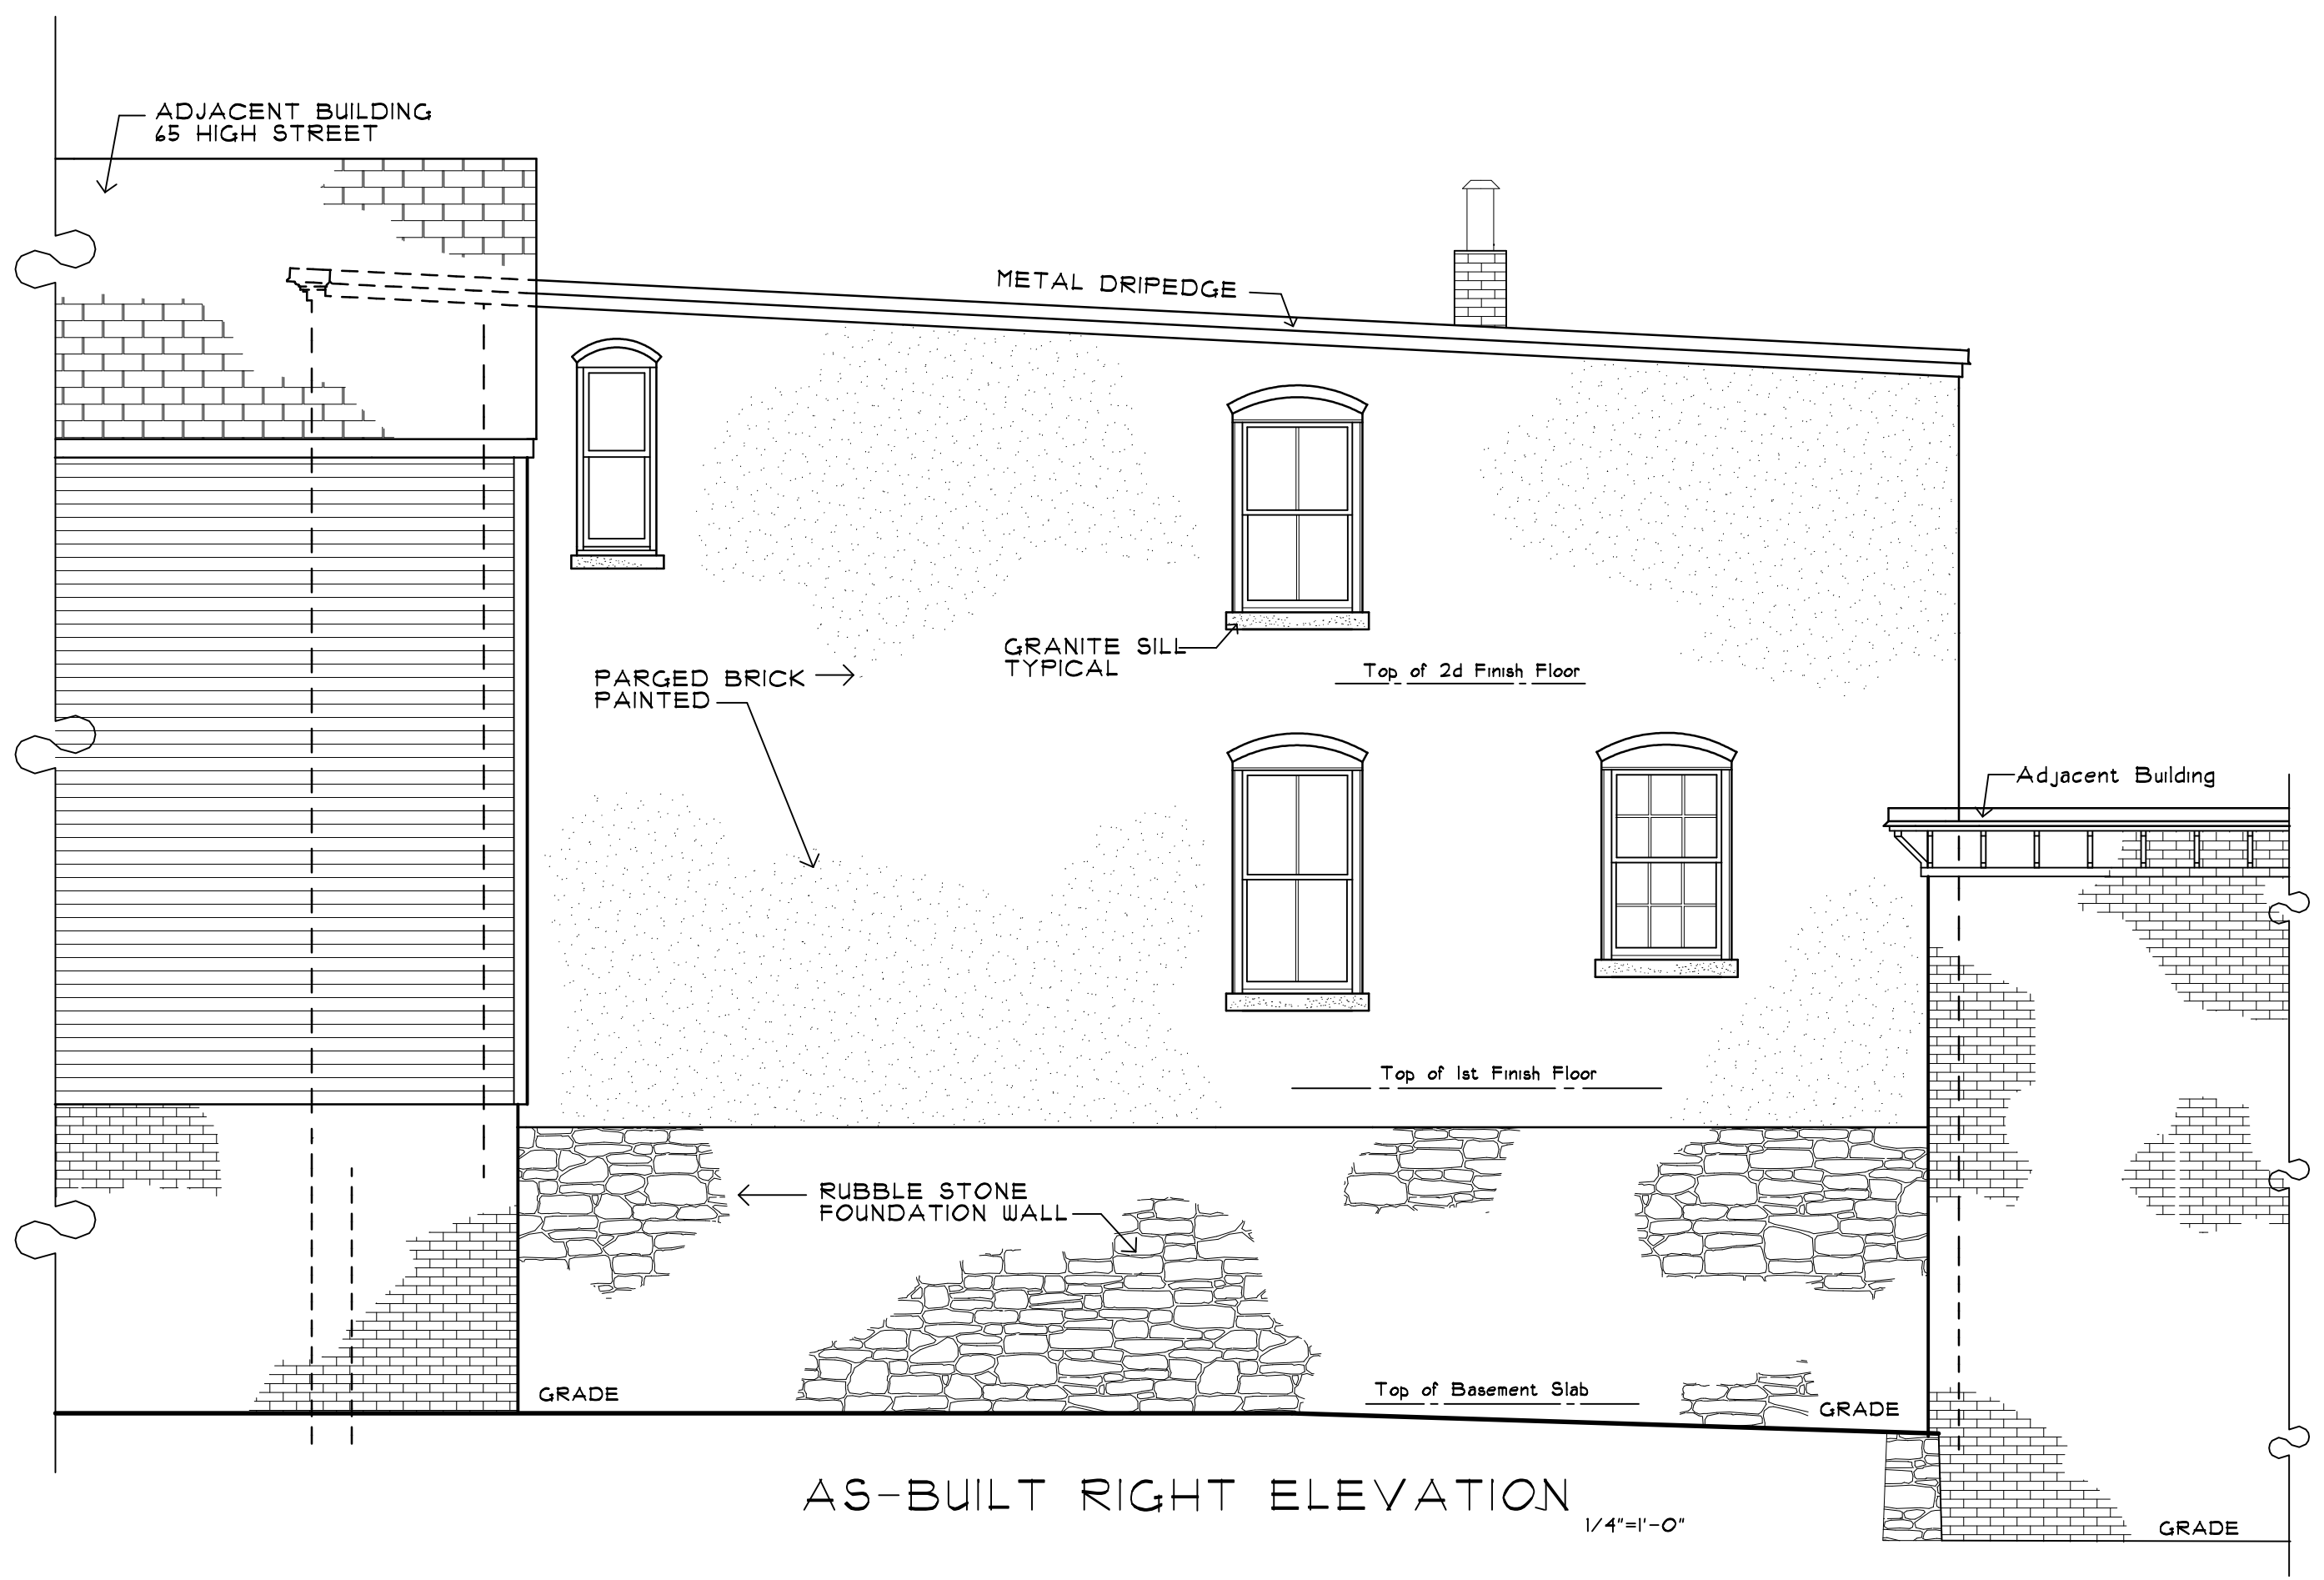 ADJACENT BUILDING
65 HIGH STREET
METAL DRIPEDGE
GRANITE SILL
TYPICAL
Top of 2d Finish Floor
PARGED BRICK
PAINTED
Adjacent Building
Top of 1st Finish Floor
RUBBLE STONE
FOUNDATION WALL
Top of Basement Slab
GRADE
GRADE
AS-BUILT RIGHT ELEVATION
1/4"=1'-0"
GRADE